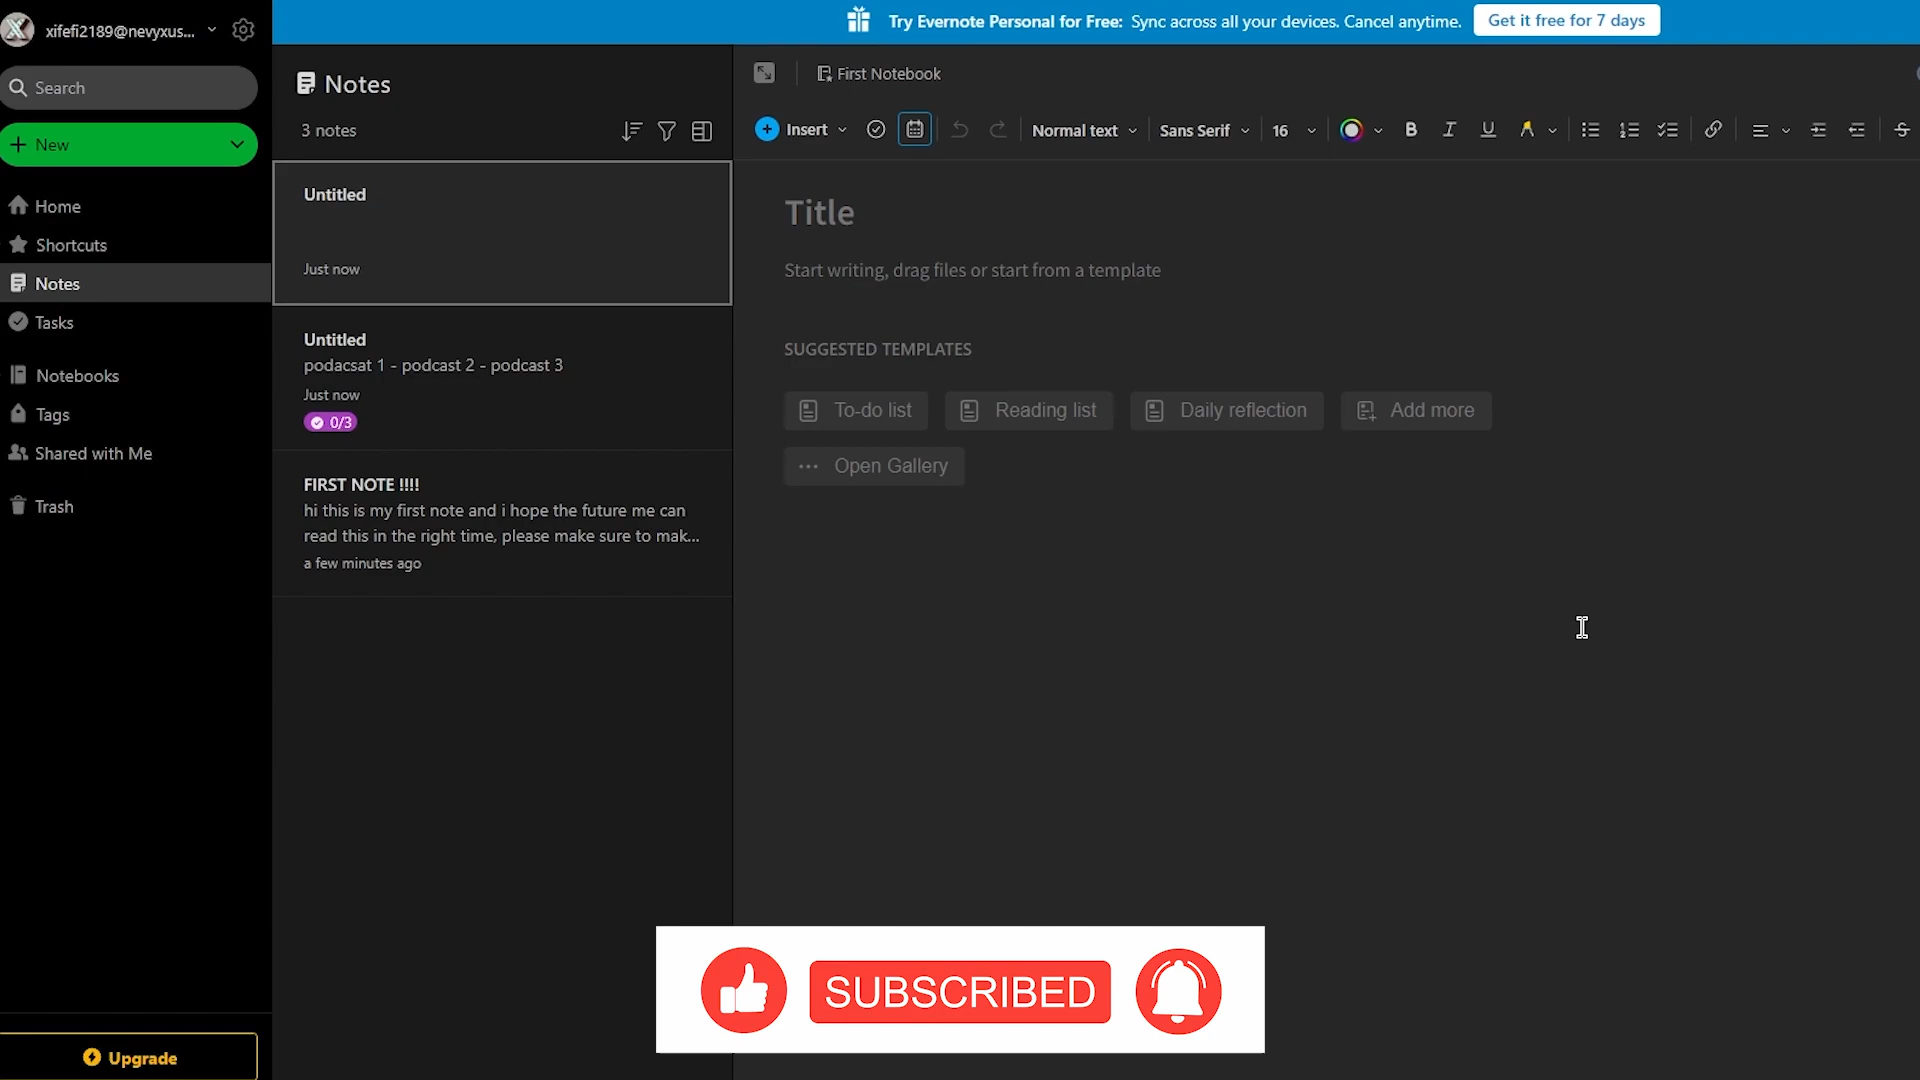 xifefi2189@nevyxus...
Try Evernote Personal for Free: Sync across all your devices. Cancel anytime.
Get it free for 7 days
Search
New
Home
Shortcuts
Notes
Tasks
Notebooks
Tags
Shared with Me
Trash
Upgrade
Notes
3 notes
Untitled
Just now
Untitled
podacsat 1 - podcast 2 - podcast 3
Just now
0/3
FIRST NOTE !!!!
hi this is my first note and i hope the future me can
read this in the right time, please make sure to mak...
a few minutes ago
First Notebook
Insert
Normal text
Sans Serif
16
B I U A
Title
Start writing, drag files or start from a template
SUGGESTED TEMPLATES
To-do list
Reading list
Daily reflection
Add more
Open Gallery
SUBSCRIBED